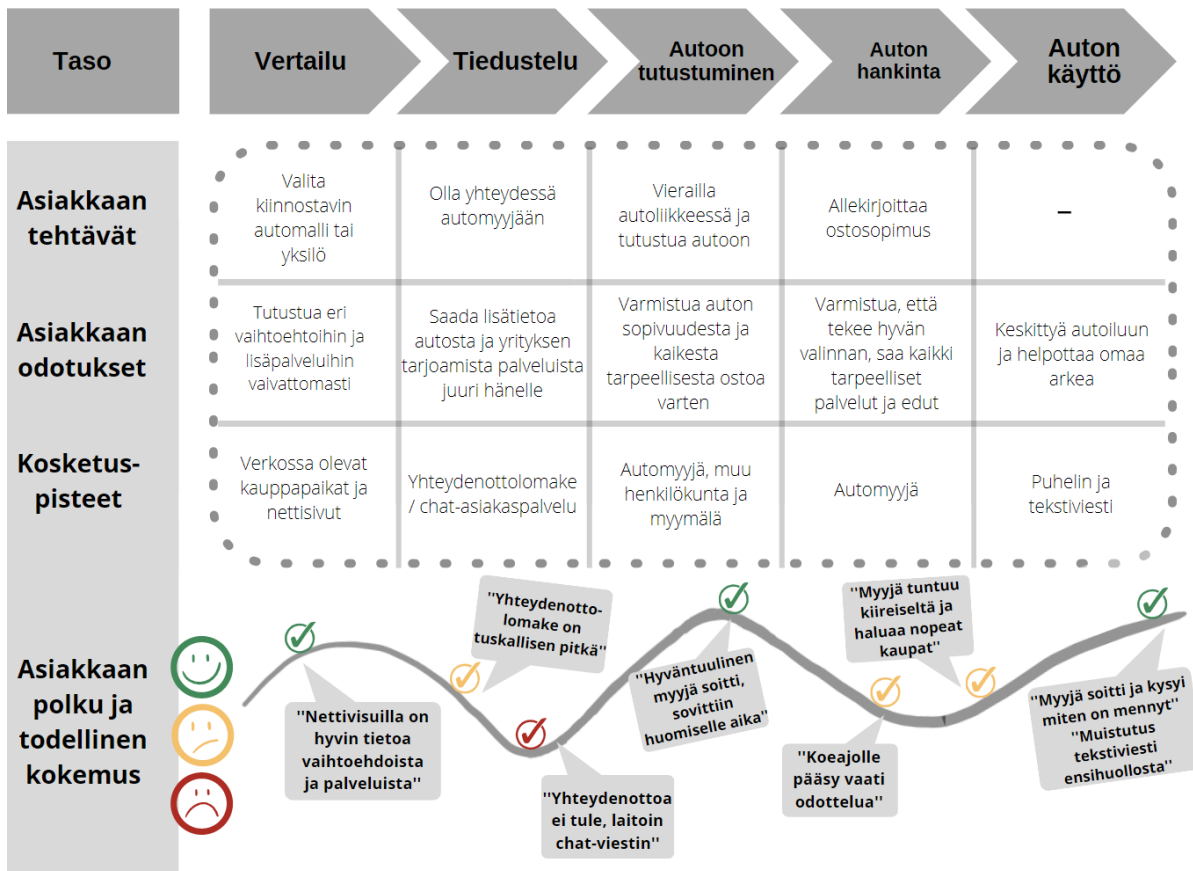 Taso
Vertailu
Tiedustelu
Autoon
tutustuminen
Auton
hankinta
Auton
käyttö
Asiakkaan
tehtävät
Valita
kiinnostavin
automalli tai
yksilö
Olla yhteydessä
automyyjään
Vierailla
autoliikkeessä ja
tutustua autoon
Allekirjoittaa
ostosopimus
–
Asiakkaan
odotukset
Tutustua eri
vaihtoehtoihin ja
lisäpalveluihin
vaivattomasti
Saada lisätietoa
autosta ja yrityksen
tarjoamista palveluista
juuri hänelle
Varmistua auton
sopivuudesta ja
kaikesta
tarpeellisesta ostoa
varten
Varmistua, että
tekee hyvän
valinnan, saa kaikki
tarpeelliset
palvelut ja edut
Keskittyä autoiluun
ja helpottaa omaa
arkea
Kosketus-
pisteet
Verkossa olevat
kauppapaikat ja
nettisivut
Yhteydenottolomake
/ chat-asiakaspalvelu
Automyyjä, muu
henkilökunta ja
myymälä
Automyyjä
Puhelin ja
tekstiviesti
Asiakkaan
polku ja
todellinen
kokemus
''Nettivisuilla on
hyvin tietoa
vaihtoehdoista
ja palveluista''
''Yhteydenotto-
lomake on
tuskallisen pitkä''
''Yhteydenottoa
ei tule, laitoin
chat-viestin''
''Hyväntuulinen
myyjä soitti,
sovittiin
huomiselle aika''
''Koeajolle
pääsy vaati
odottelua''
''Myyjä tuntuu
kiireiseltä ja
haluaa nopeat
kaupat''
''Myyjä soitti ja kysyi
miten on mennyt''
''Muistutus
tekstiviesti
ensihuollosta''